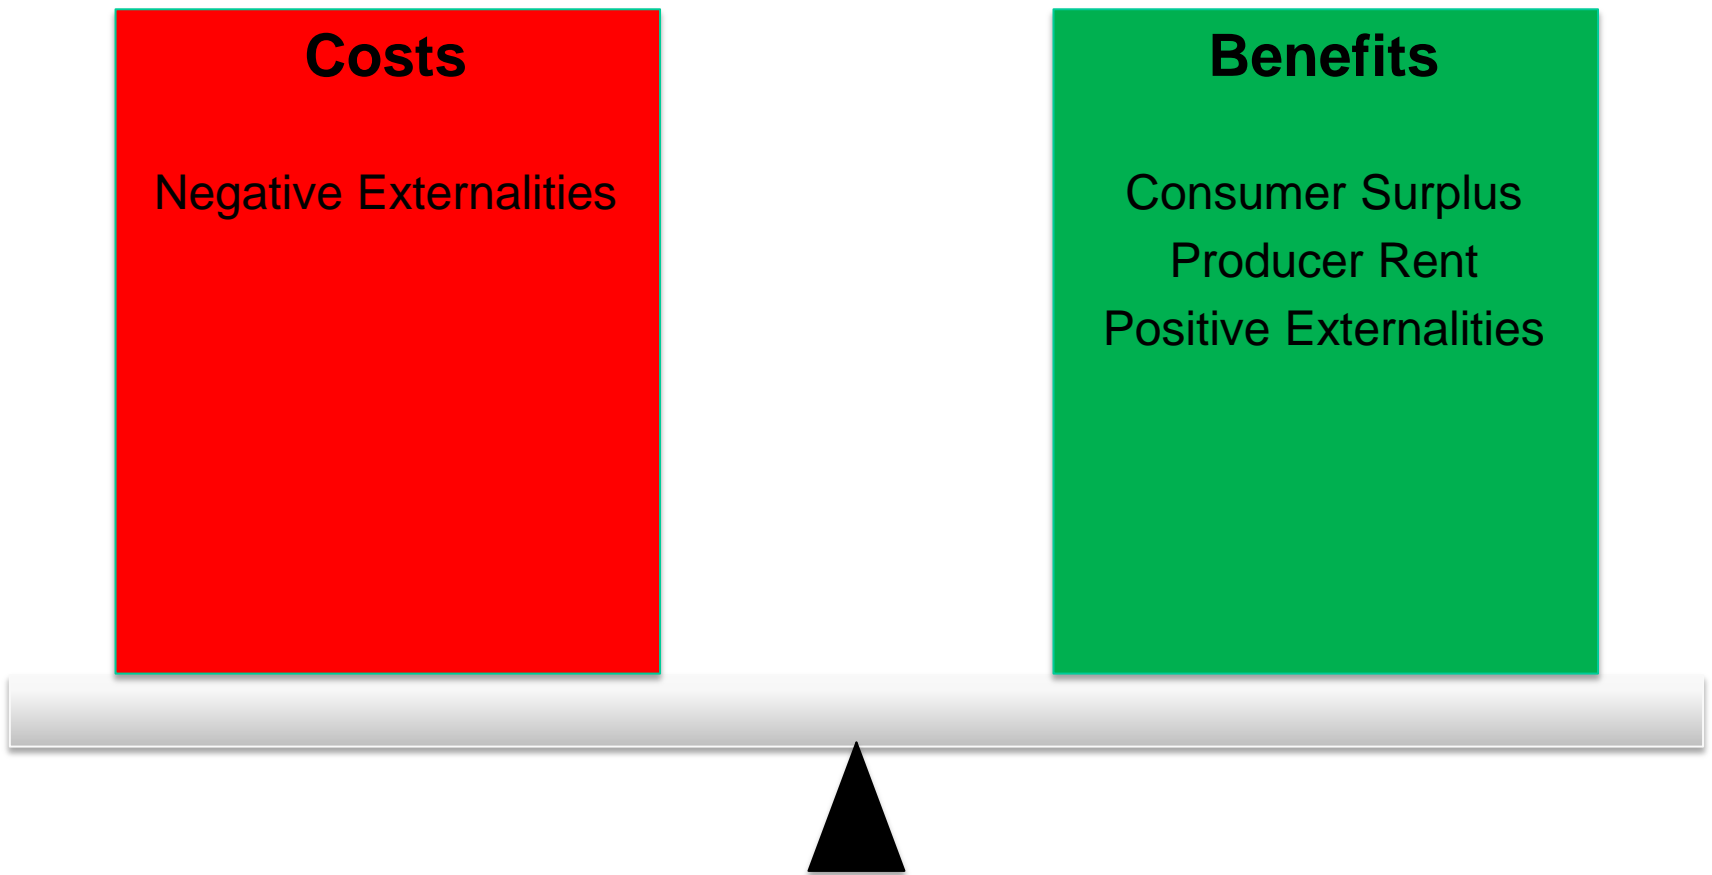 Costs
Negative Externalities
Benefits
Consumer Surplus
Producer Rent
Positive Externalities